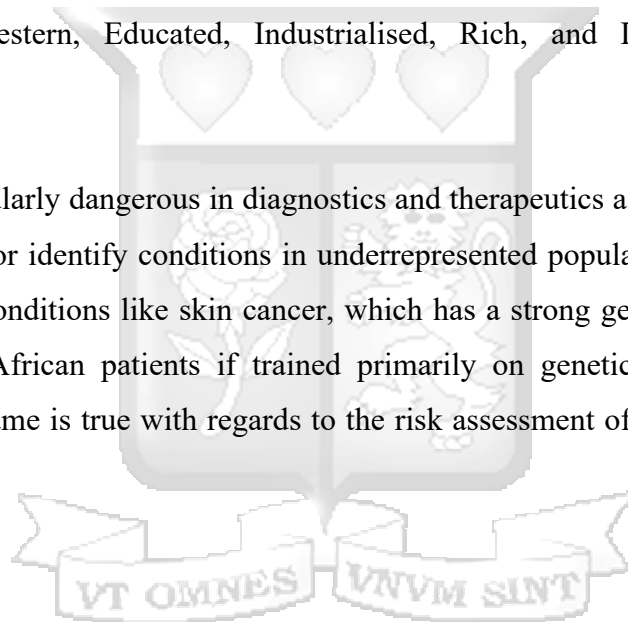 estern, Educated, Industrialised, Rich, and
ularly dangerous in diagnostics and therapeutics a
or identify conditions in underrepresented popula
onditions like skin cancer, which has a strong ge
African patients if trained primarily on genetic
ame is true with regards to the risk assessment of
VT OMNES VNVM SINT